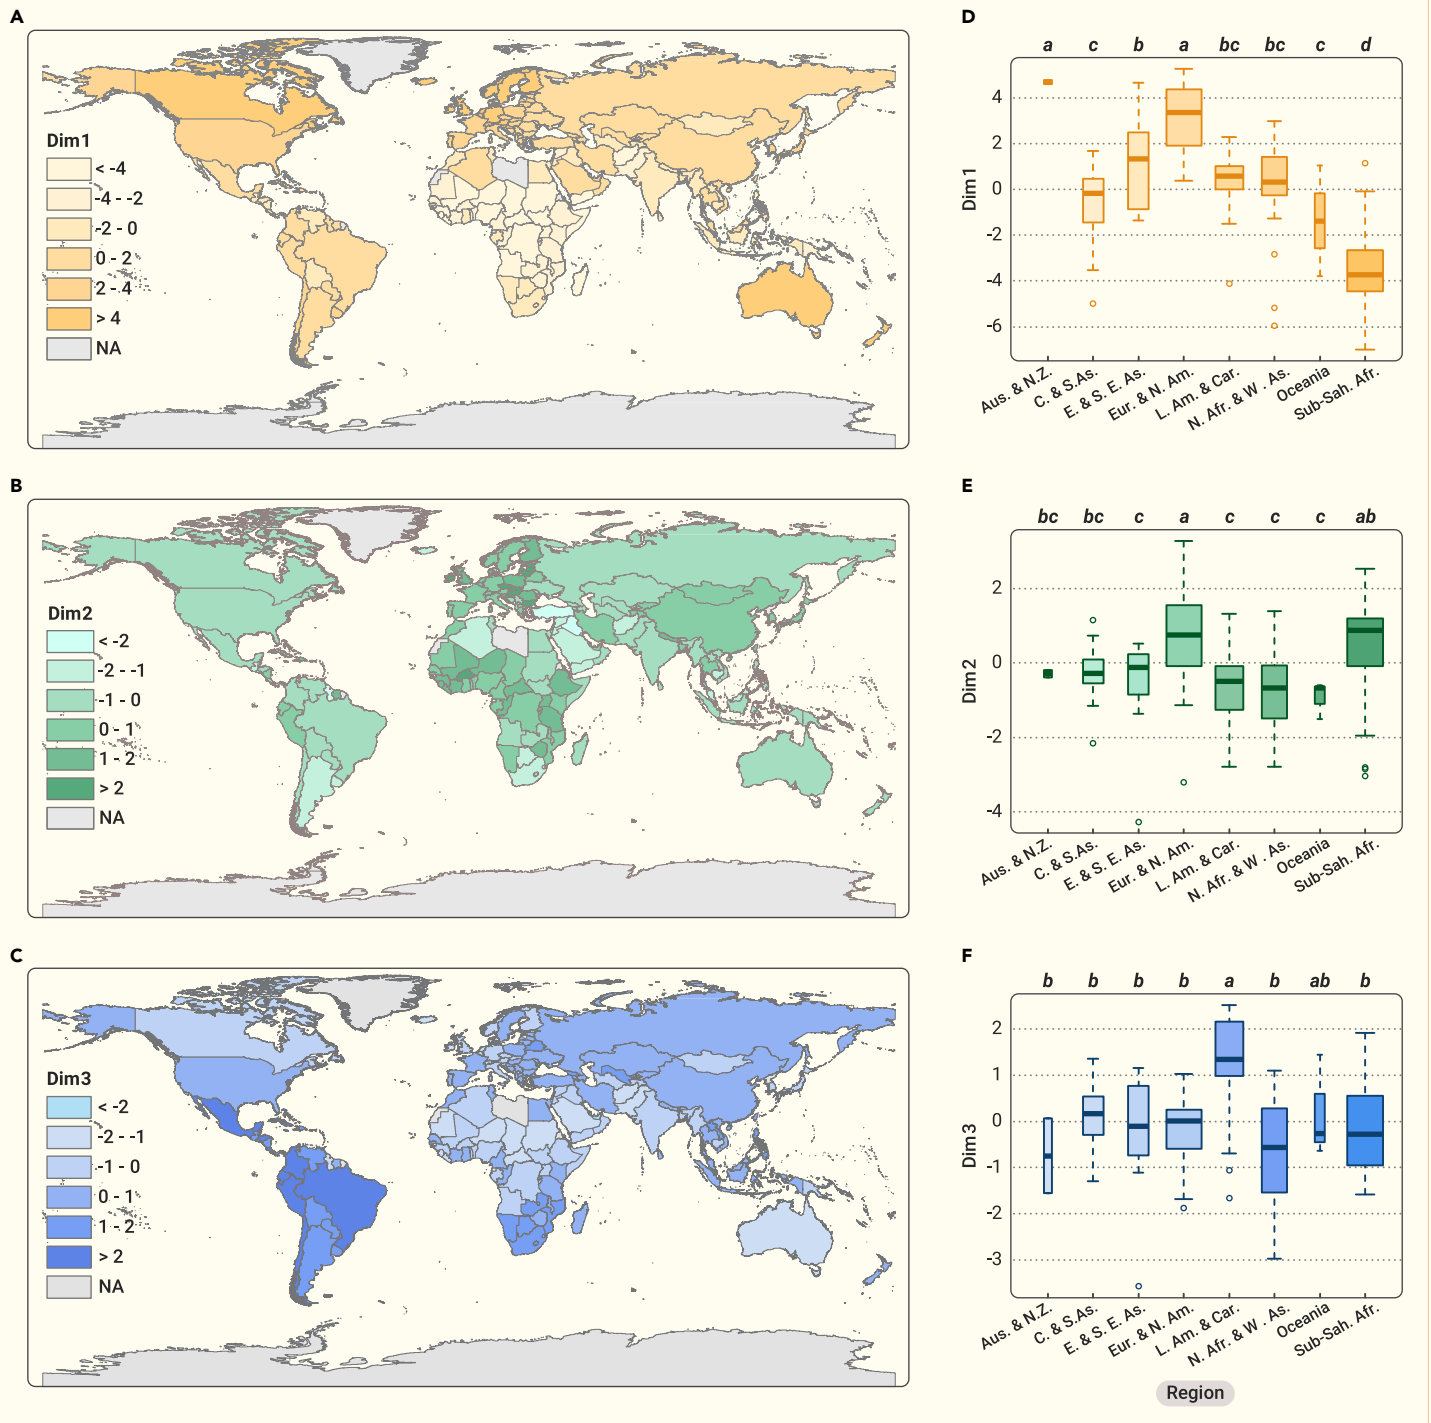 A
Dim1
< -4
-4 - -2
-2 - 0
0 - 2
2 - 4
> 4
NA
D
a c b a bc bc c d
Dim1
4
2
0
-2
-4
-6
Aus. & N.Z.
C. & S.As.
E. & S. E. As.
Eur. & N. Am.
L. Am. & Car.
N. Afr. & W . As.
Oceania
Sub-Sah. Afr.
B
Dim2
< -2
-2 - -1
-1 - 0
0 - 1
1 - 2
> 2
NA
E
bc bc c a c c c ab
Dim2
2
0
-2
-4
Aus. & N.Z.
C. & S.As.
E. & S. E. As.
Eur. & N. Am.
L. Am. & Car.
N. Afr. & W . As.
Oceania
Sub-Sah. Afr.
C
Dim3
< -2
-2 - -1
-1 - 0
0 - 1
1 - 2
> 2
NA
F
b b b b a b ab b
Dim3
2
1
0
-1
-2
-3
Aus. & N.Z.
C. & S.As.
E. & S. E. As.
Eur. & N. Am.
L. Am. & Car.
N. Afr. & W . As.
Oceania
Sub-Sah. Afr.
Region